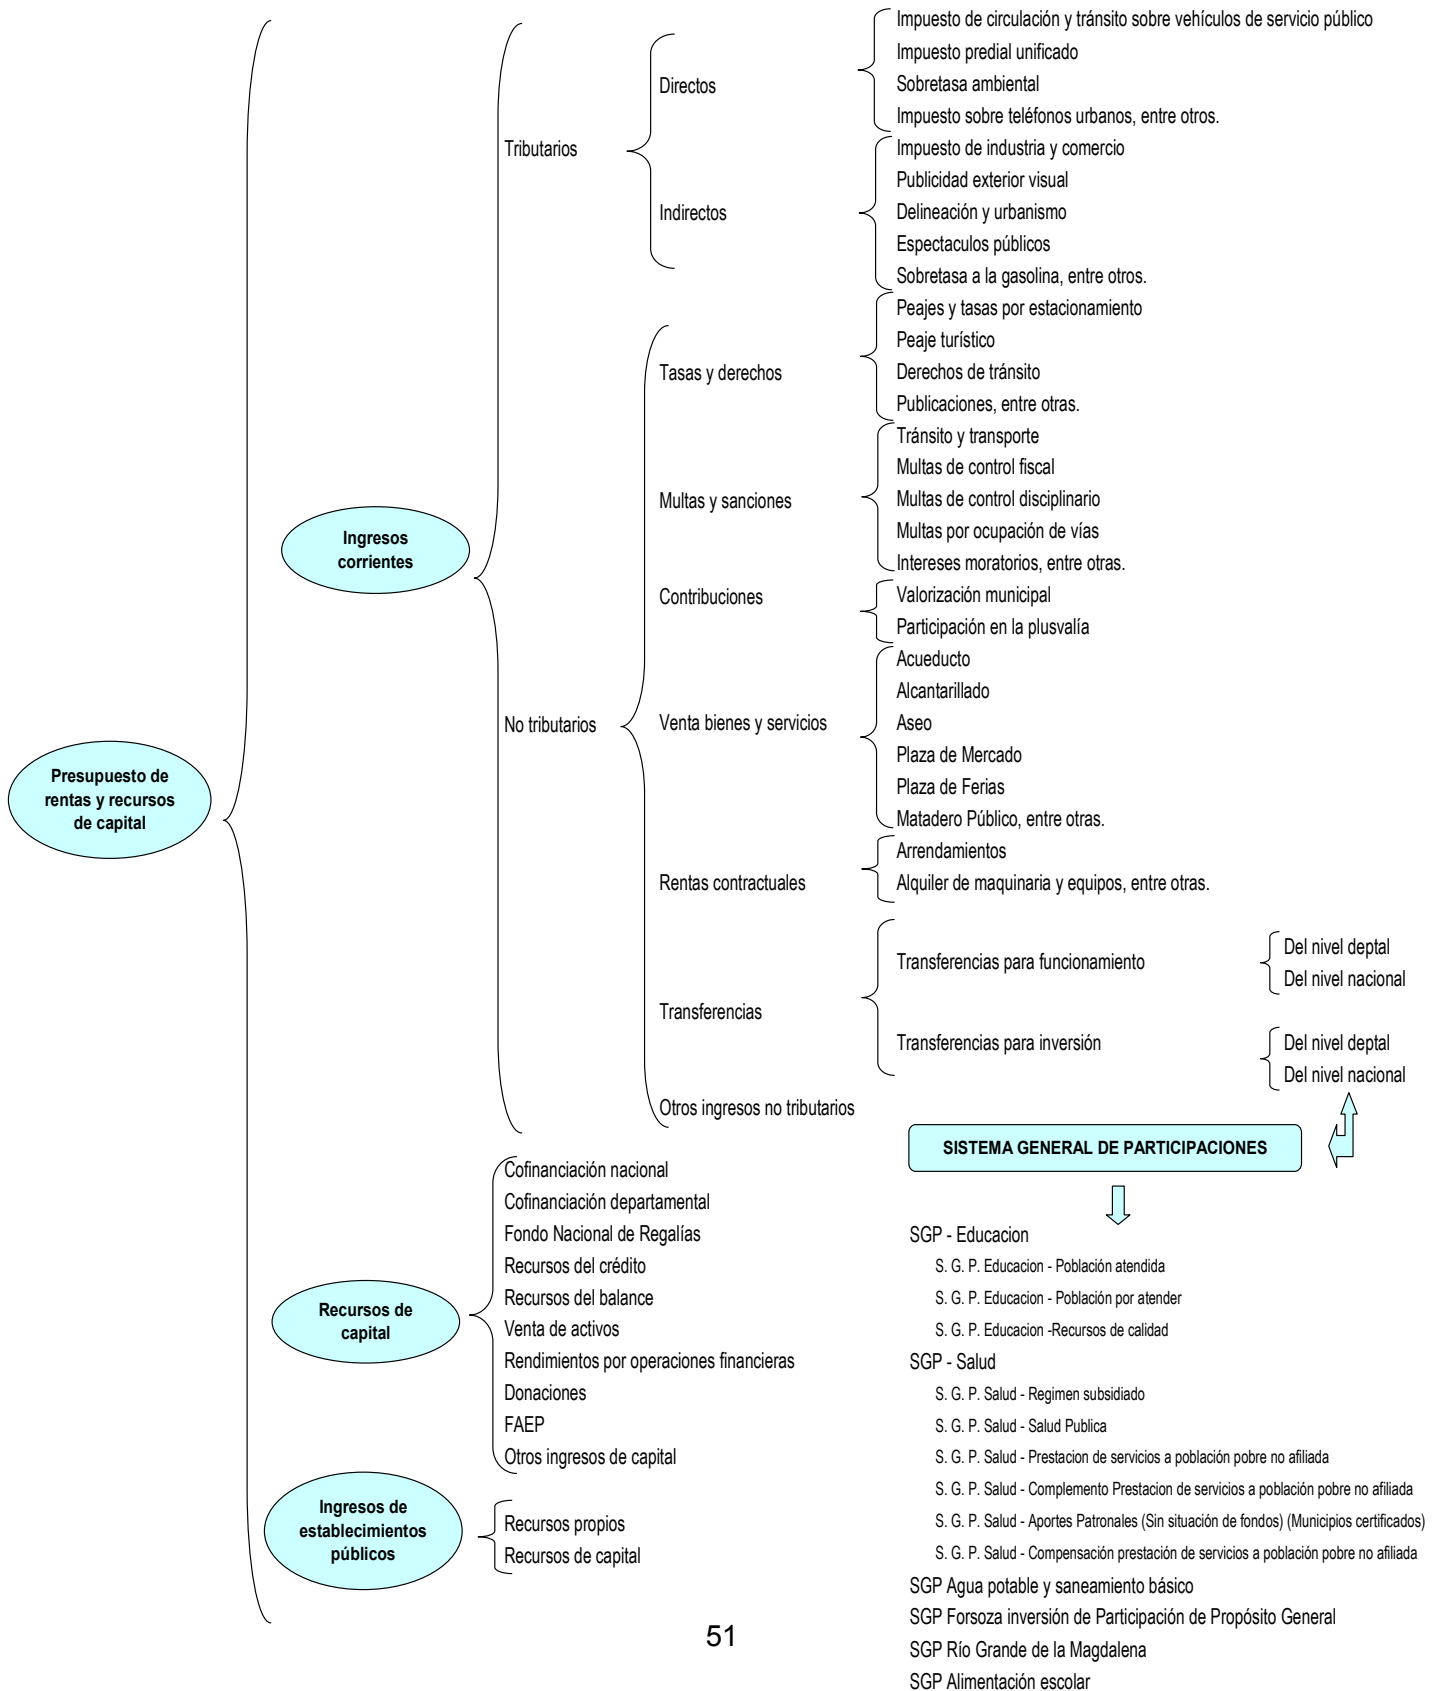 Presupuesto de
rentas y recursos
de capital
Ingresos
corrientes
Tributarios
Directos
Impuesto de circulación y tránsito sobre vehículos de servicio público
Impuesto predial unificado
Sobretasa ambiental
Impuesto sobre teléfonos urbanos, entre otros.
Indirectos
Impuesto de industria y comercio
Publicidad exterior visual
Delineación y urbanismo
Espectaculos públicos
Sobretasa a la gasolina, entre otros.
No tributarios
Tasas y derechos
Peajes y tasas por estacionamiento
Peaje turístico
Derechos de tránsito
Publicaciones, entre otras.
Multas y sanciones
Tránsito y transporte
Multas de control fiscal
Multas de control disciplinario
Multas por ocupación de vías
Intereses moratorios, entre otras.
Contribuciones
Valorización municipal
Participación en la plusvalía
Venta bienes y servicios
Acueducto
Alcantarillado
Aseo
Plaza de Mercado
Plaza de Ferias
Matadero Público, entre otras.
Rentas contractuales
Arrendamientos
Alquiler de maquinaria y equipos, entre otras.
Transferencias
Transferencias para funcionamiento
Del nivel deptal
Del nivel nacional
Transferencias para inversión
Del nivel deptal
Del nivel nacional
Otros ingresos no tributarios
SISTEMA GENERAL DE PARTICIPACIONES
SGP - Educacion
S. G. P. Educacion - Población atendida
S. G. P. Educacion - Población por atender
S. G. P. Educacion -Recursos de calidad
SGP - Salud
S. G. P. Salud - Regimen subsidiado
S. G. P. Salud - Salud Publica
S. G. P. Salud - Prestacion de servicios a población pobre no afiliada
S. G. P. Salud - Complemento Prestacion de servicios a población pobre no afiliada
S. G. P. Salud - Aportes Patronales (Sin situación de fondos) (Municipios certificados)
S. G. P. Salud - Compensación prestación de servicios a población pobre no afiliada
SGP Agua potable y saneamiento básico
SGP Forsoza inversión de Participación de Propósito General
SGP Río Grande de la Magdalena
SGP Alimentación escolar
Recursos de
capital
Cofinanciación nacional
Cofinanciación departamental
Fondo Nacional de Regalías
Recursos del crédito
Recursos del balance
Venta de activos
Rendimientos por operaciones financieras
Donaciones
FAEP
Otros ingresos de capital
Ingresos de
establecimientos
públicos
Recursos propios
Recursos de capital
51